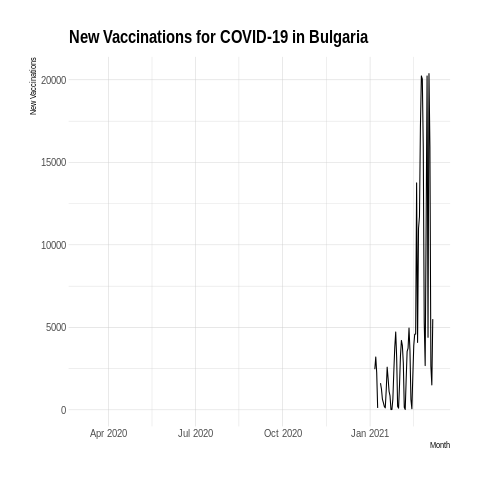 New Vaccinations for COVID-19 in Bulgaria
New Vaccinations
20000
15000
10000
5000
0
Apr 2020
Jul 2020
Oct 2020
Jan 2021
Month